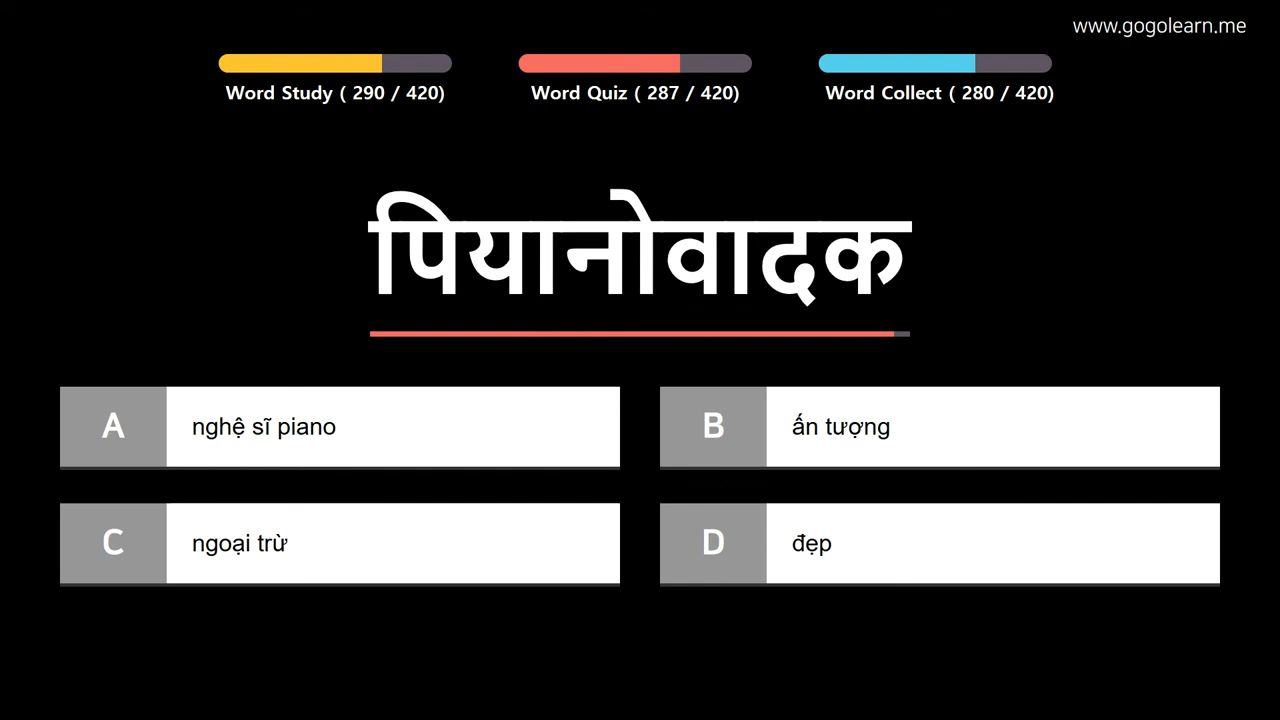 www.gogolearn.me
Word Study ( 290 / 420)
Word Quiz ( 287 / 420)
Word Collect ( 280 / 420)
पियानोवादक
A
nghệ sĩ piano
B
ấn tượng
C
ngoại trừ
D
đẹp